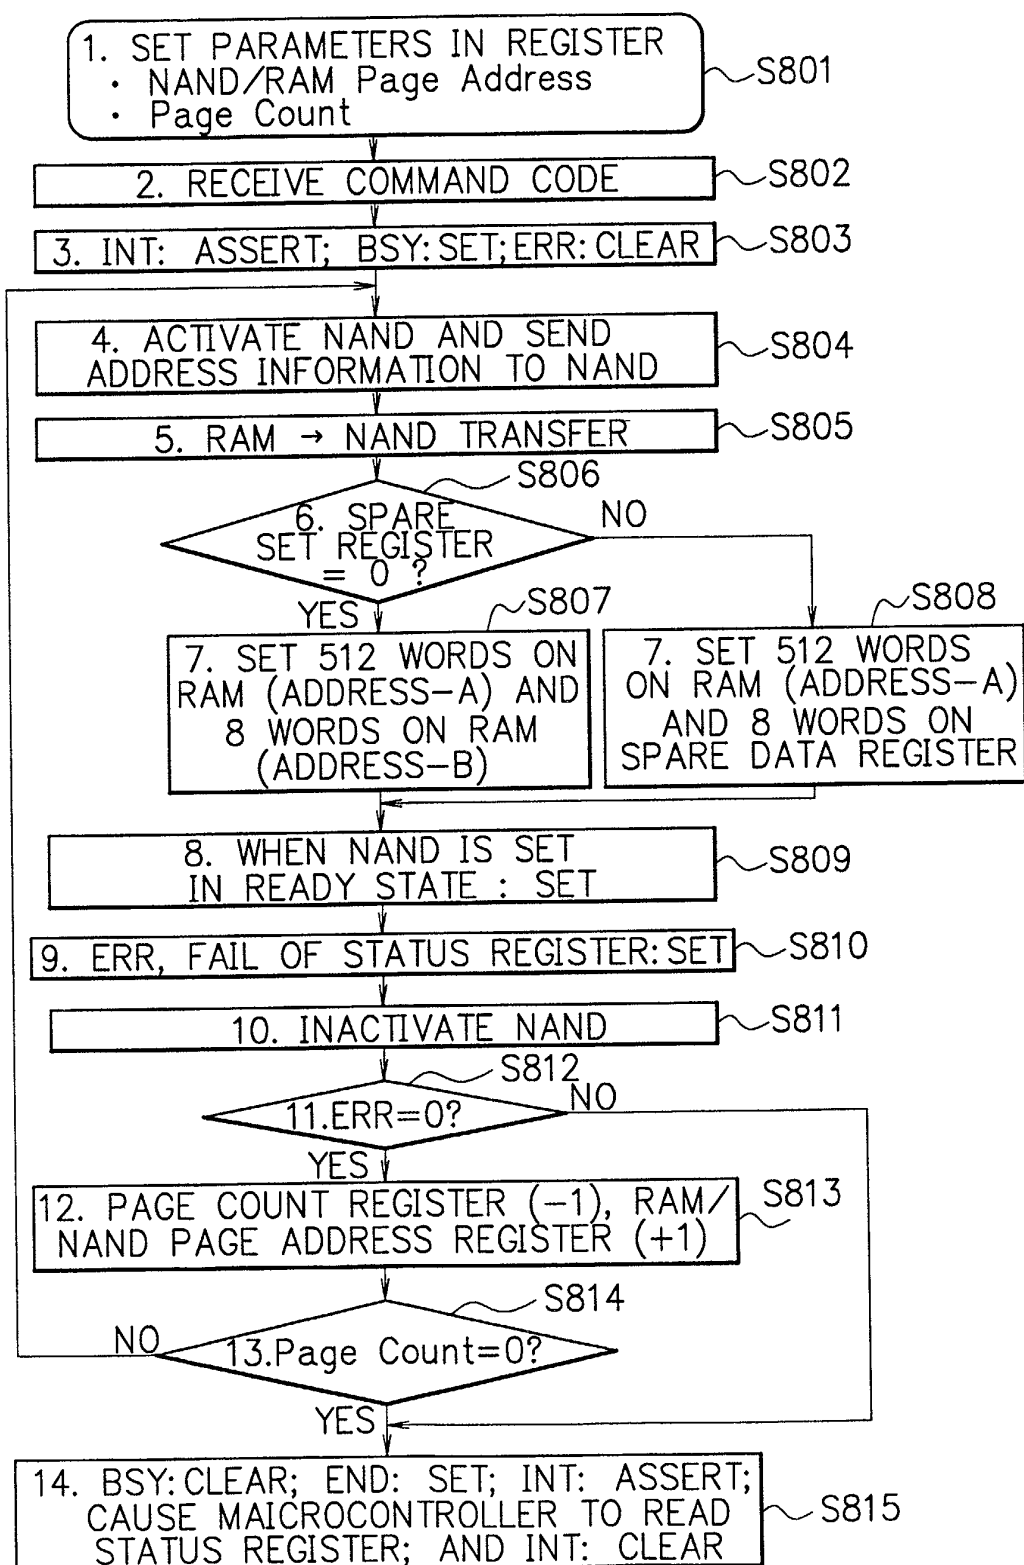 1. SET PARAMETERS IN REGISTER
· NAND/RAM Page Address
· Page Count
S801
2. RECEIVE COMMAND CODE
S802
3. INT: ASSERT; BSY:SET;ERR:CLEAR
S803
4. ACTIVATE NAND AND SEND
ADDRESS INFORMATION TO NAND
S804
5. RAM → NAND TRANSFER
S805
S806
6. SPARE
SET REGISTER
= 0 ?
NO
YES
S807
7. SET 512 WORDS ON
RAM (ADDRESS-A) AND
8 WORDS ON RAM
(ADDRESS-B)
S808
7. SET 512 WORDS
ON RAM (ADDRESS-A)
AND 8 WORDS ON
SPARE DATA REGISTER
8. WHEN NAND IS SET
IN READY STATE : SET
S809
9. ERR, FAIL OF STATUS REGISTER:SET
S810
10. INACTIVATE NAND
S811
S812
11.ERR=0?
NO
YES
12. PAGE COUNT REGISTER (-1), RAM/
NAND PAGE ADDRESS REGISTER (+1)
S813
S814
NO
13.Page Count=0?
YES
14. BSY:CLEAR; END: SET; INT: ASSERT;
CAUSE MAICROCONTROLLER TO READ
STATUS REGISTER; AND INT: CLEAR
S815